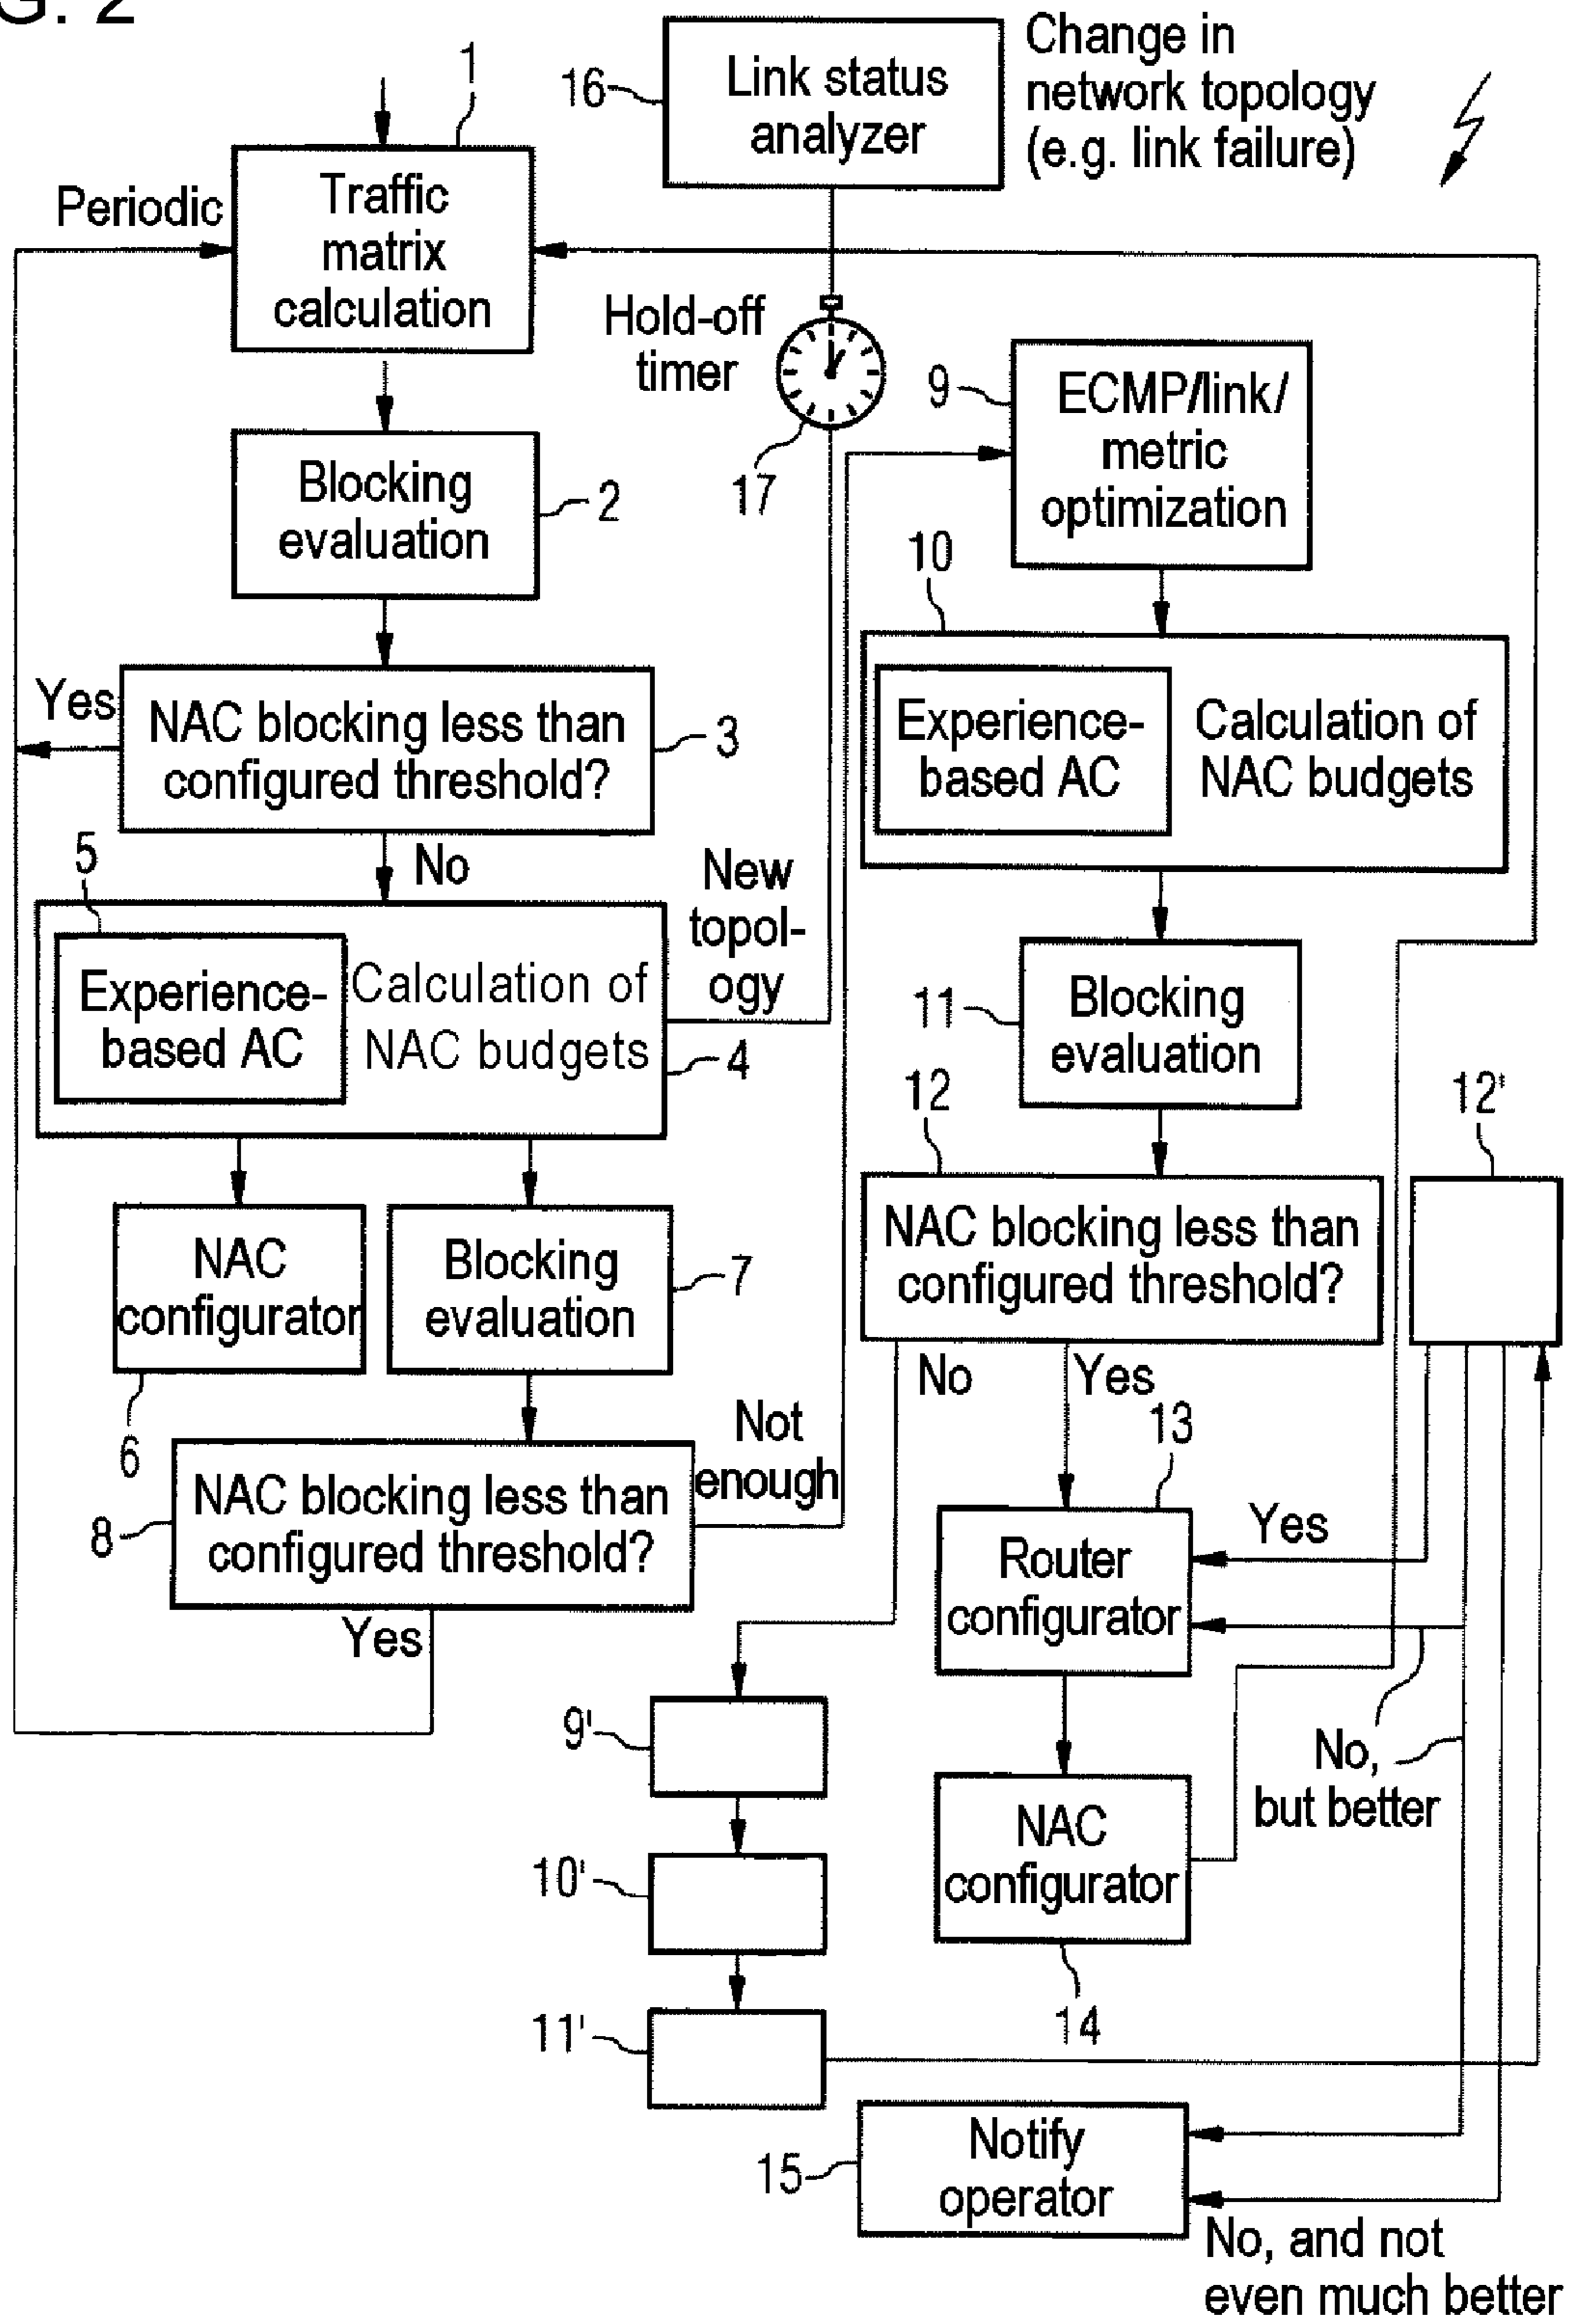 G. 2
1
16
Link status
analyzer
Change in
network topology
(e.g. link failure)
Periodic
Traffic
matrix
calculation
Hold-off
timer
17
9
ECMP/link/
metric
optimization
Blocking
evaluation
2
10
Yes
NAC blocking less than
configured threshold?
3
Experience-
based AC
Calculation of
NAC budgets
No
New
topol-
ogy
5
Experience-
based AC
Calculation of
NAC budgets
4
11
Blocking
evaluation
12
12'
NAC
configurator
6
Blocking
evaluation
7
NAC blocking less than
configured threshold?
No
Yes
Not
enough
8
NAC blocking less than
configured threshold?
Yes
13
Router
configurator
Yes
No,
but better
9'
10'
11'
NAC
configurator
14
15
Notify
operator
No, and not
even much better